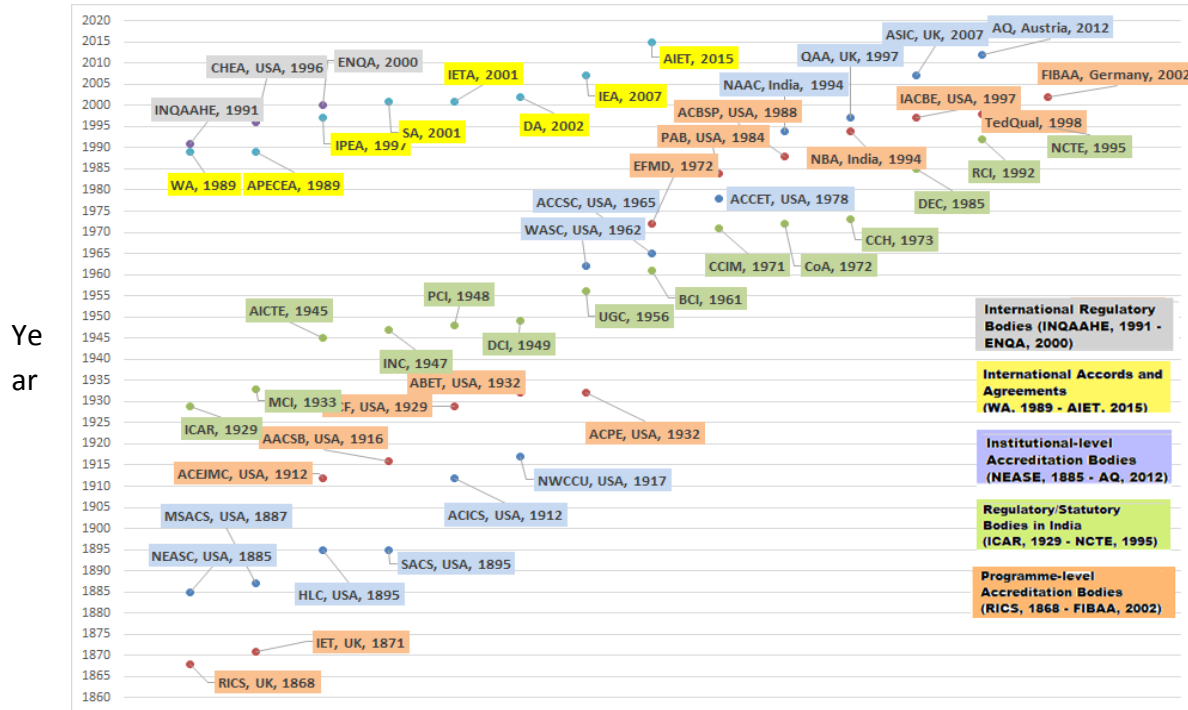 2020
2015
2010
2005
2000
1995
1990
1985
1980
1975
1970
1965
1960
1955
1950
1945
1940
1935
1930
1925
1920
1915
1910
1905
1900
1895
1890
1885
1880
1875
1870
1865
1860
Ye
ar
AQ, Austria, 2012
ASIC, UK, 2007
QAA, UK, 1997
AIET, 2015
ENQA, 2000
CHEA, USA, 1996
IETA, 2001
NAAC, India, 1994
FIBAA, Germany, 2002
INQAAHE, 1991
IEA, 2007
ACBSP, USA, 1988
IACBE, USA, 1997
SA, 2001
DA, 2002
PAB, USA, 1984
TedQual, 1998
IPEA, 1997
NCTE, 1995
EFMD, 1972
NBA, India, 1994
RCI, 1992
WA, 1989
APECEA, 1989
ACCSC, USA, 1965
ACCET, USA, 1978
DEC, 1985
WASC, USA, 1962
CCH, 1973
CCIM, 1971
CoA, 1972
BCI, 1961
UGC, 1956
PCI, 1948
AICTE, 1945
DCI, 1949
INC, 1947
ABET, USA, 1932
MCI, 1933
CF, USA, 1929
ICAR, 1929
AACSB, USA, 1916
ACPE, USA, 1932
ACEJMC, USA, 1912
NWCCU, USA, 1917
MSACS, USA, 1887
ACICS, USA, 1912
NEASC, USA, 1885
SACS, USA, 1895
HLC, USA, 1895
IET, UK, 1871
RICS, UK, 1868
International Regulatory
Bodies (INQAAHE, 1991 -
ENQA, 2000)
International Accords and
Agreements
(WA, 1989 - AIET, 2015)
Institutional-level
Accreditation Bodies
(NEASE, 1885 - AQ, 2012)
Regulatory/Statutory
Bodies in India
(ICAR, 1929 - NCTE, 1995)
Programme-level
Accreditation Bodies
(RICS, 1868 - FIBAA, 2002)